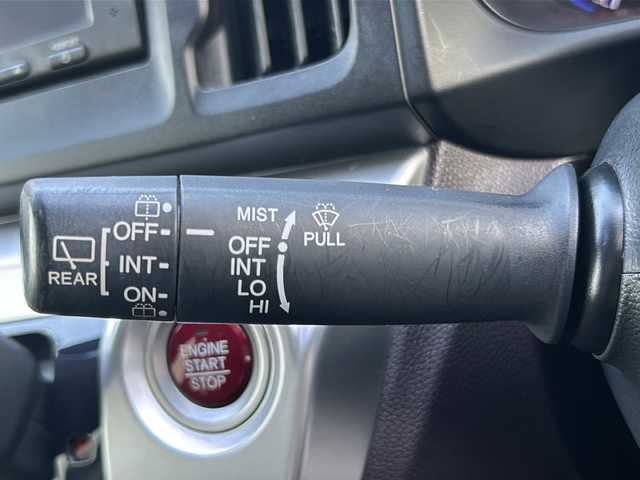 REAR
OFF
INT
ON
MIST
OFF
INT
LO
HI
PULL
ENGINE
START
STOP